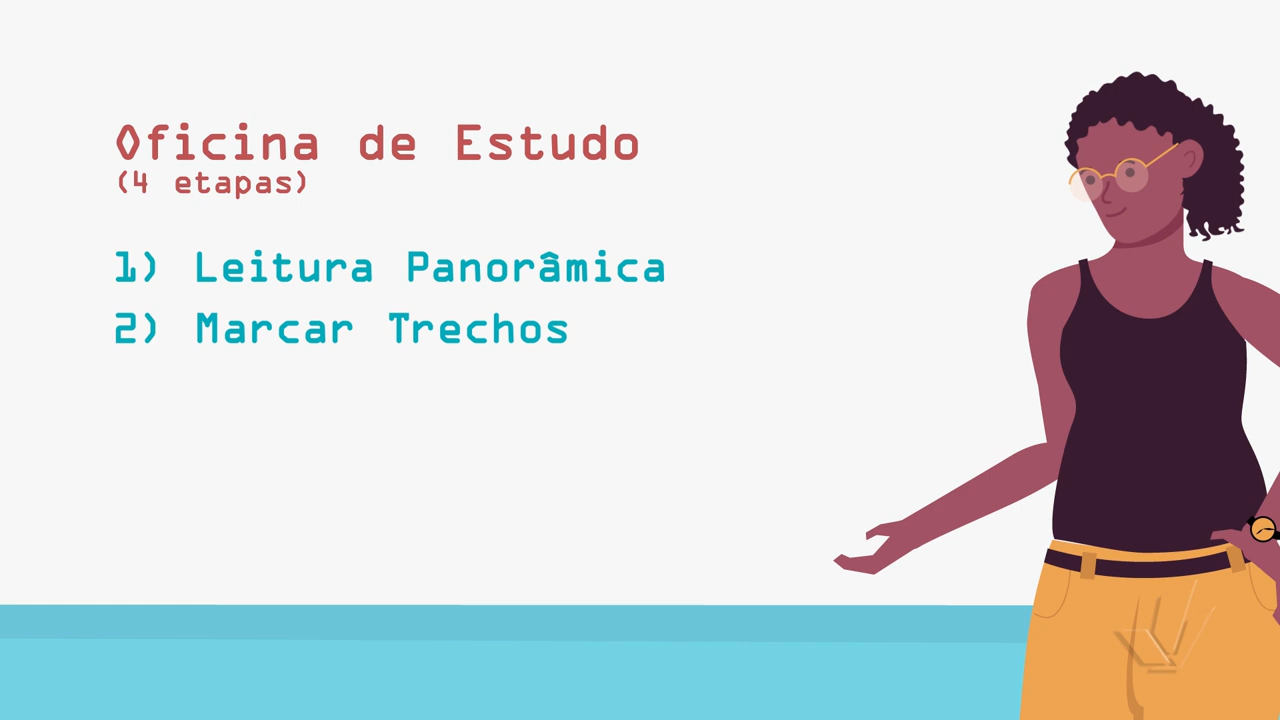 Oficina de Estudo
(4 etapas)
1) Leitura Panorâmica
2) Marcar Trechos